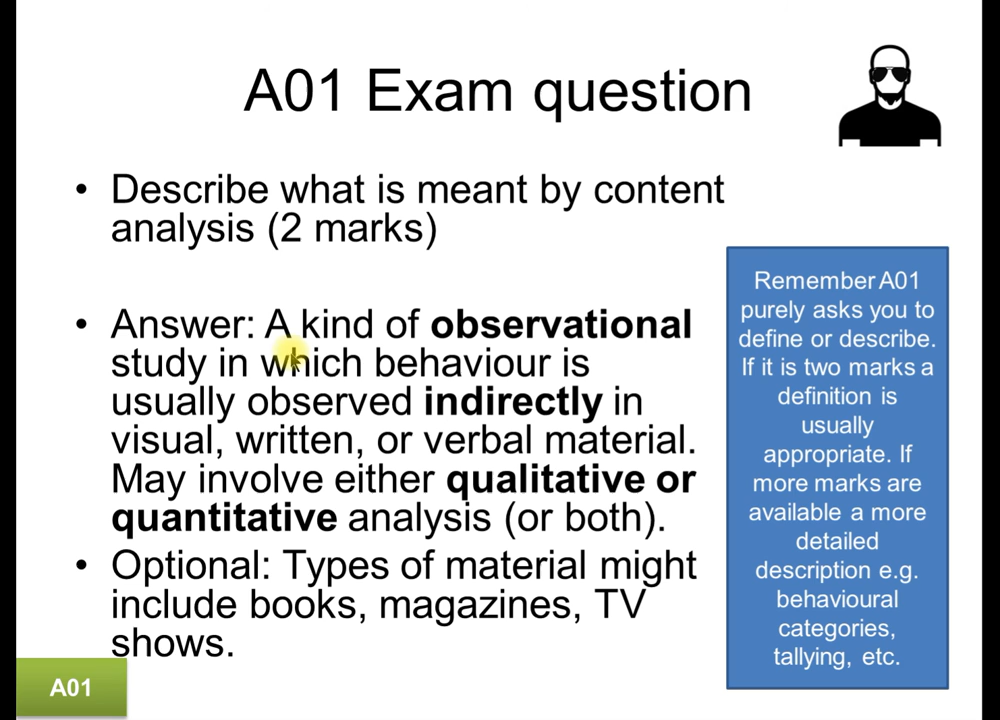 A01 Exam question
• Describe what is meant by content
analysis (2 marks)
• Answer: A kind of observational
study in which behaviour is
usually observed indirectly in
visual, written, or verbal material.
May involve either qualitative or
quantitative analysis (or both).
• Optional: Types of material might
include books, magazines, TV
shows.
Remember A01
purely asks you to
define or describe.
If it is two marks a
definition is
usually
appropriate. If
more marks are
available a more
detailed
description e.g.
behavioural
categories,
tallying, etc.
A01